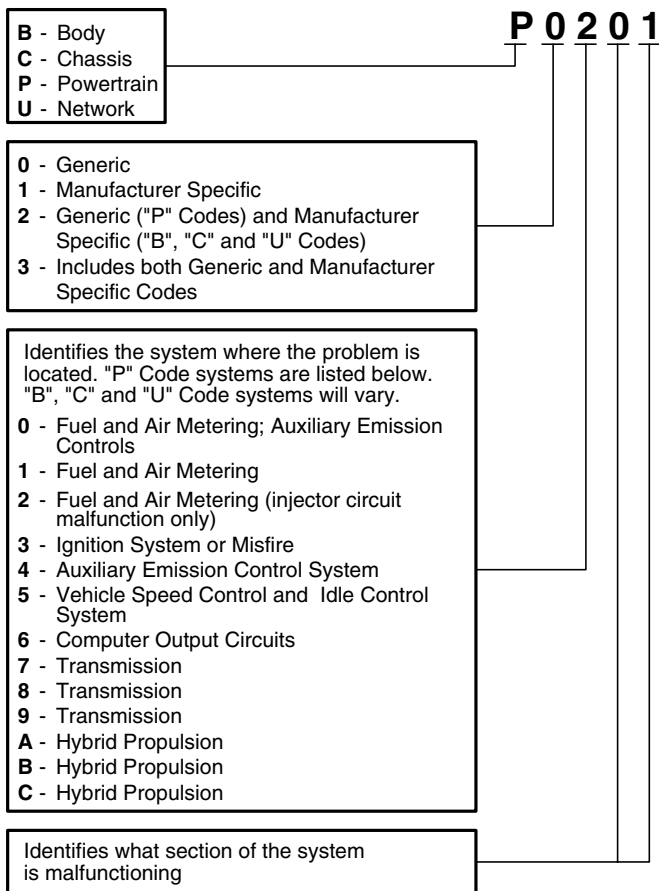 P 0 2 0 1
B - Body
C - Chassis
P - Powertrain
U - Network
0 - Generic
1 - Manufacturer Specific
2 - Generic ("P" Codes) and Manufacturer
Specific ("B", "C" and "U" Codes)
3 - Includes both Generic and Manufacturer
Specific Codes
Identifies the system where the problem is
located. "P" Code systems are listed below.
"B", "C" and "U" Code systems will vary.
0 - Fuel and Air Metering; Auxiliary Emission
Controls
1 - Fuel and Air Metering
2 - Fuel and Air Metering (injector circuit
malfunction only)
3 - Ignition System or Misfire
4 - Auxiliary Emission Control System
5 - Vehicle Speed Control and Idle Control
System
6 - Computer Output Circuits
7 - Transmission
8 - Transmission
9 - Transmission
A - Hybrid Propulsion
B - Hybrid Propulsion
C - Hybrid Propulsion
Identifies what section of the system
is malfunctioning